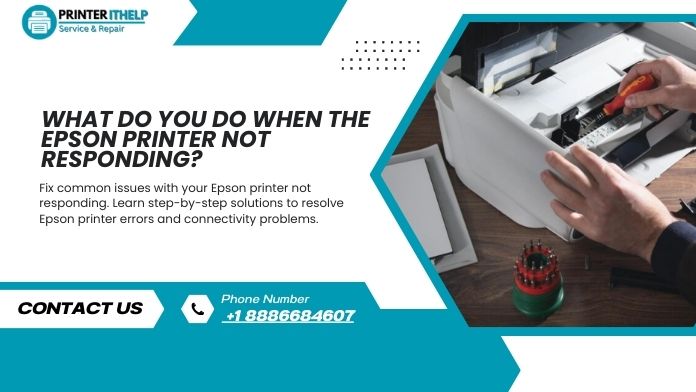 PRINTERITHELP
Service & Repair
WHAT DO YOU DO WHEN THE
EPSON PRINTER NOT
RESPONDING?
Fix common issues with your Epson printer not
responding. Learn step-by-step solutions to resolve
Epson printer errors and connectivity problems.
CONTACT US
Phone Number
+1 8886684607